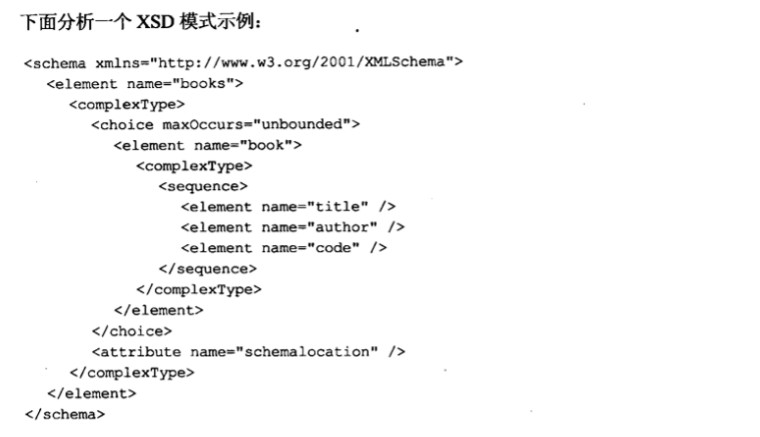 下面分析一个 XSD 模式示例：
<schema xmlns="http://www.w3.org/2001/XMLSchema">
<element name="books">
<complexType>
<choice maxOccurs="unbounded">
<element name="book">
<complexType>
<sequence>
<element name="title" />
<element name="author" />
<element name="code" />
</sequence>
</complexType>
</element>
</choice>
<attribute name="schemalocation" />
</complexType>
</element>
</schema>